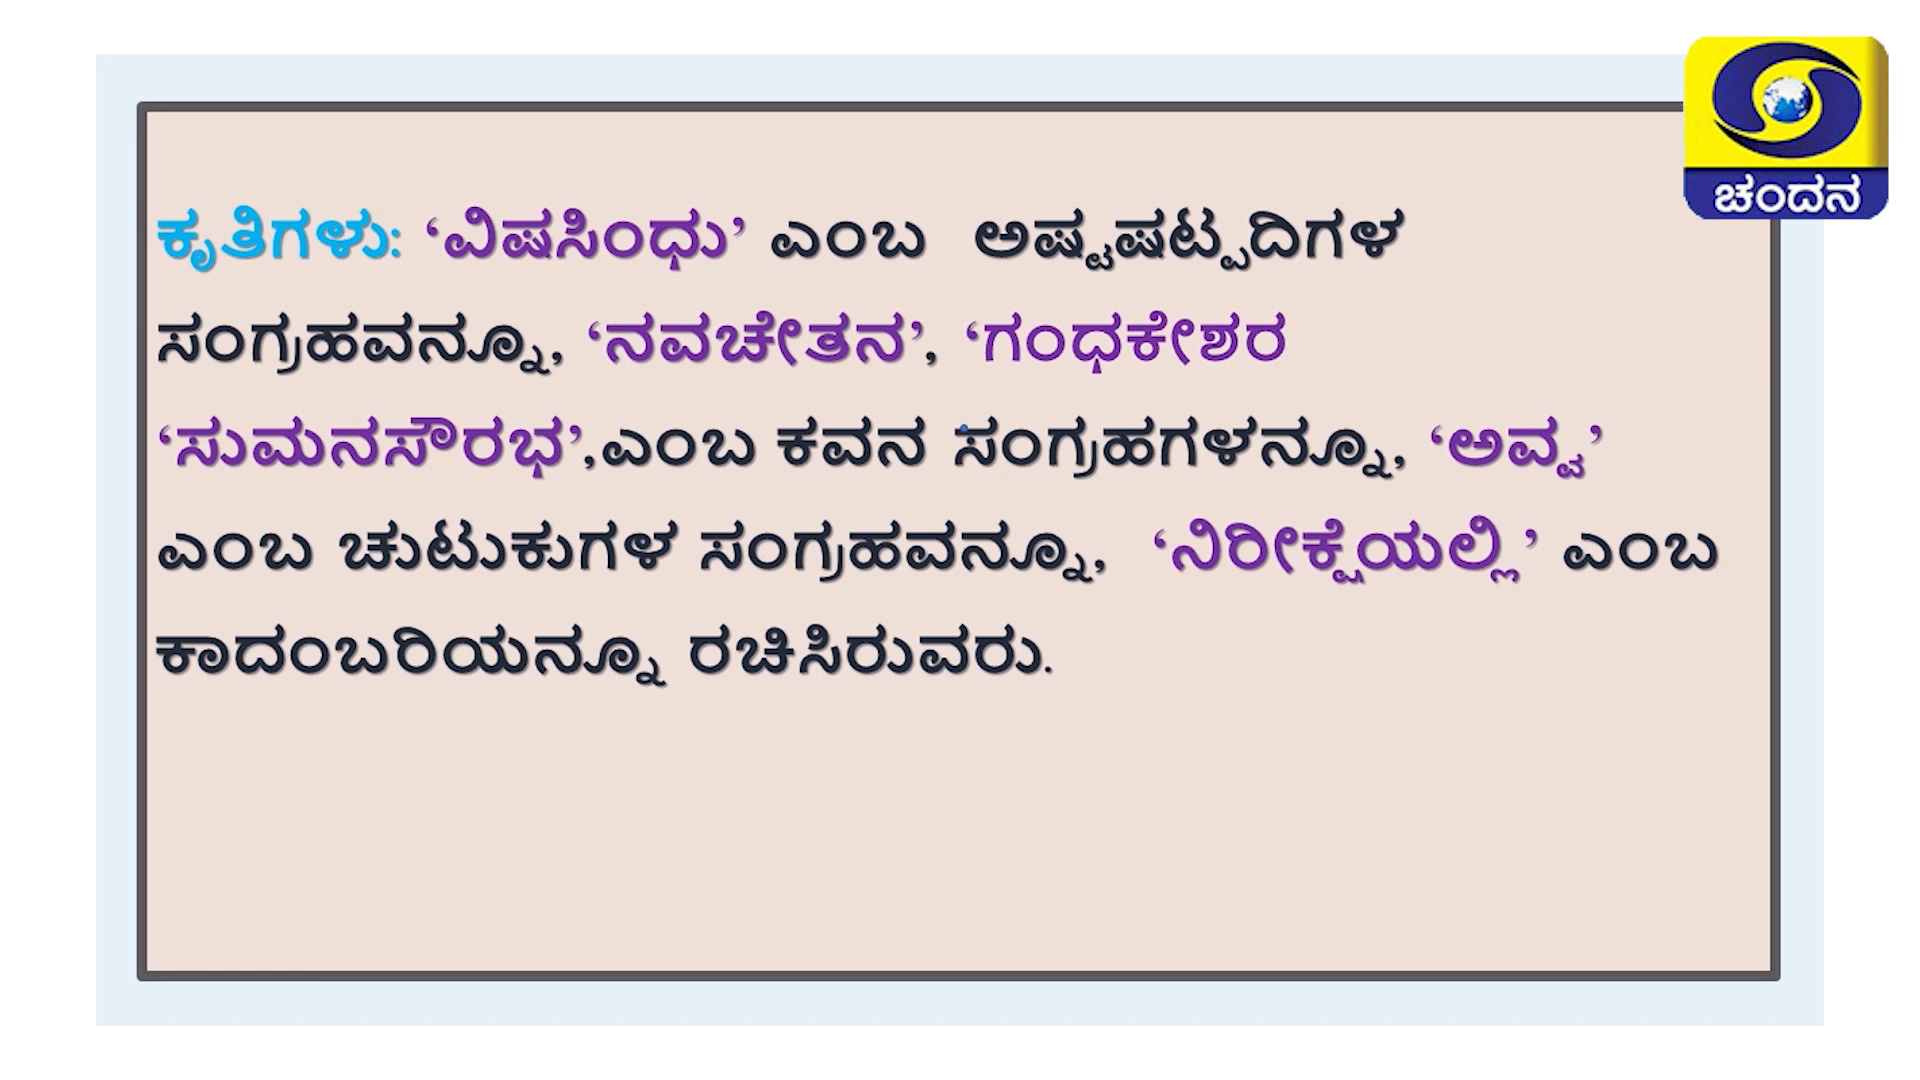 ಚಂದನ
ಕೃತಿಗಳು: ‘ವಿಷಸಿಂಧು’ ಎಂಬ ಅಷ್ಟಷಟ್ಪದಿಗಳ
ಸಂಗ್ರಹವನ್ನೂ, ‘ನವಚೇತನ’, ‘ಗಂಧಕೇಶರ
‘ಸುಮನಸೌರಭ’,ಎಂಬ ಕವನ ಸಂಗ್ರಹಗಳನ್ನೂ, ‘ಅವ್ವ’
ಎಂಬ ಚುಟುಕುಗಳ ಸಂಗ್ರಹವನ್ನೂ, ‘ನಿರೀಕ್ಷೆಯಲ್ಲಿ’ ಎಂಬ
ಕಾದಂಬರಿಯನ್ನೂ ರಚಿಸಿರುವರು.